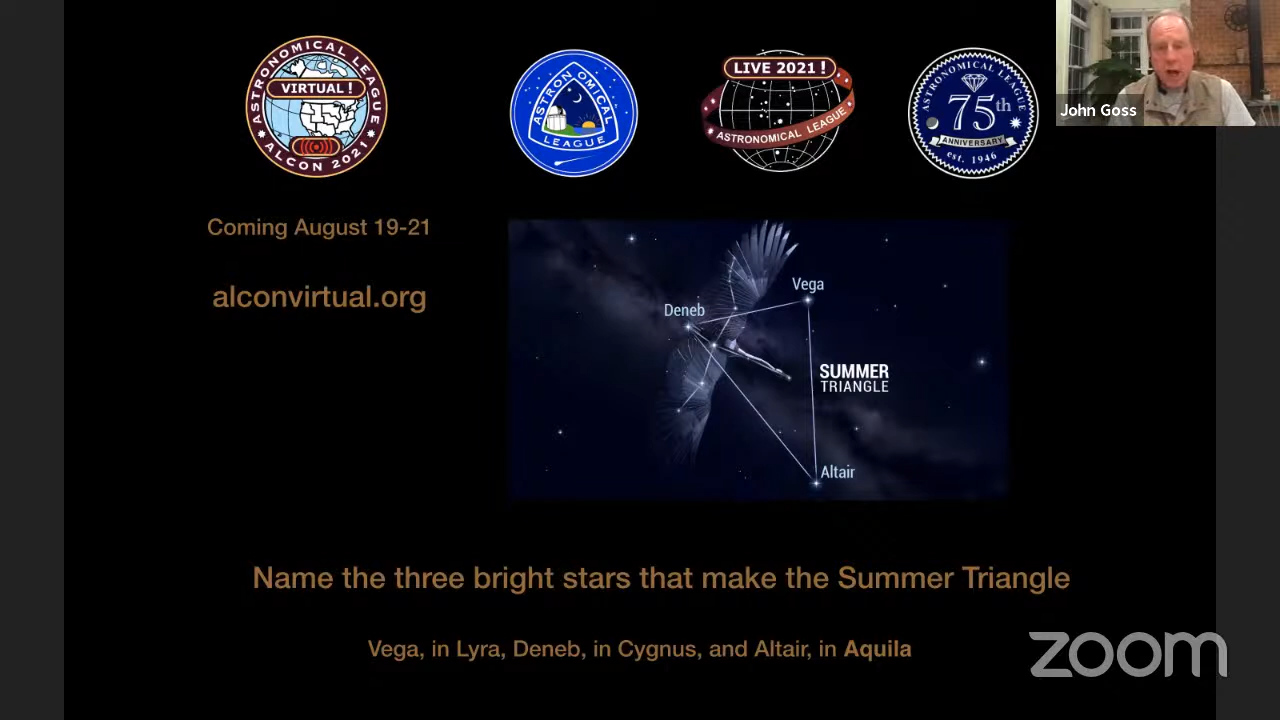 ASTRONOMICAL LEAGUE
VIRTUAL !
ALCON 2021
ASTRONOMICAL
LEAGUE
LIVE 2021 !
ASTRONOMICAL LEAGUE
ASTRONOMICAL LEAGUE
75th
ANNIVERSARY
est. 1946
John Goss
Coming August 19-21
alconvirtual.org
Vega
Deneb
SUMMER
TRIANGLE
Altair
Name the three bright stars that make the Summer Triangle
Vega, in Lyra, Deneb, in Cygnus, and Altair, in Aquila
zoom